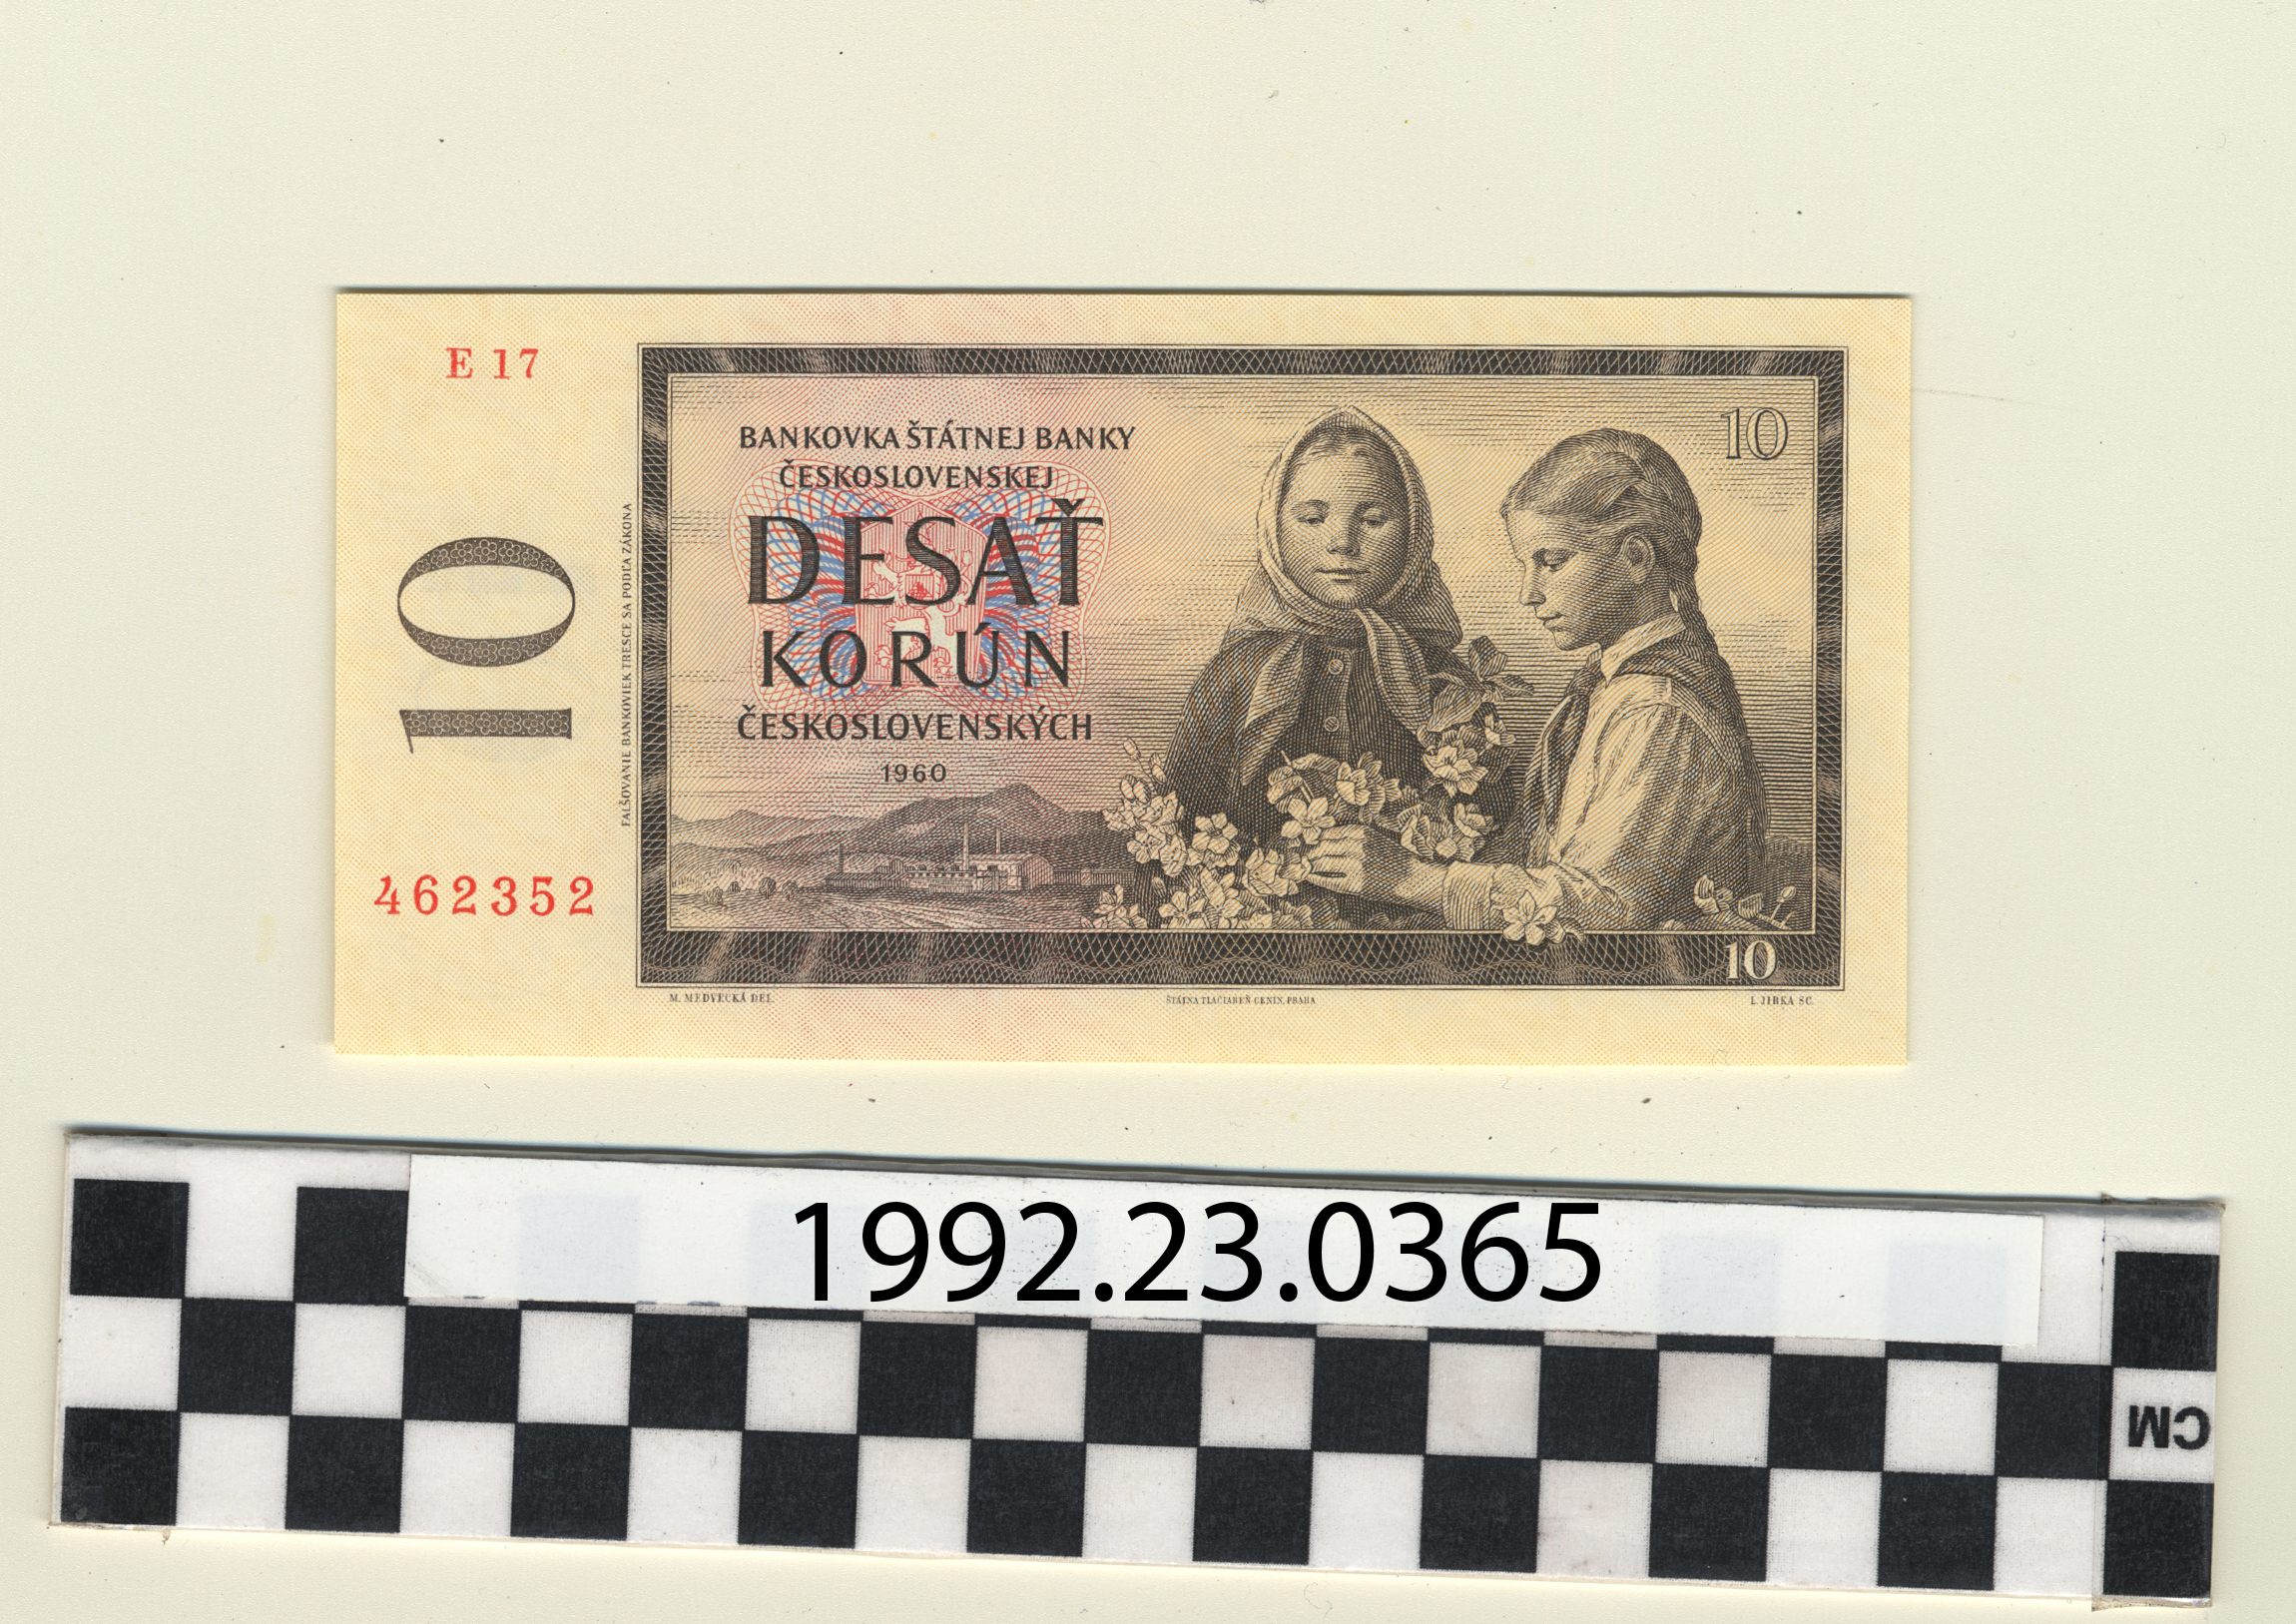 E 17
10
462352
FALŠOVANIE BANKOVIEK TRESCE SA PODĽA ZÁKONA
BANKOVKA ŠTÁTNEJ BANKY
ČESKOSLOVENSKEJ
DESAŤ
KORÚN
ČESKOSLOVENSKÝCH
1960
10
10
M. MEDVECKÁ DEL.
ŠTÁTNA TLAČIAREŇ CENÍN, PRAHA
L. JIRKA SC.
1992.23.0365
CM